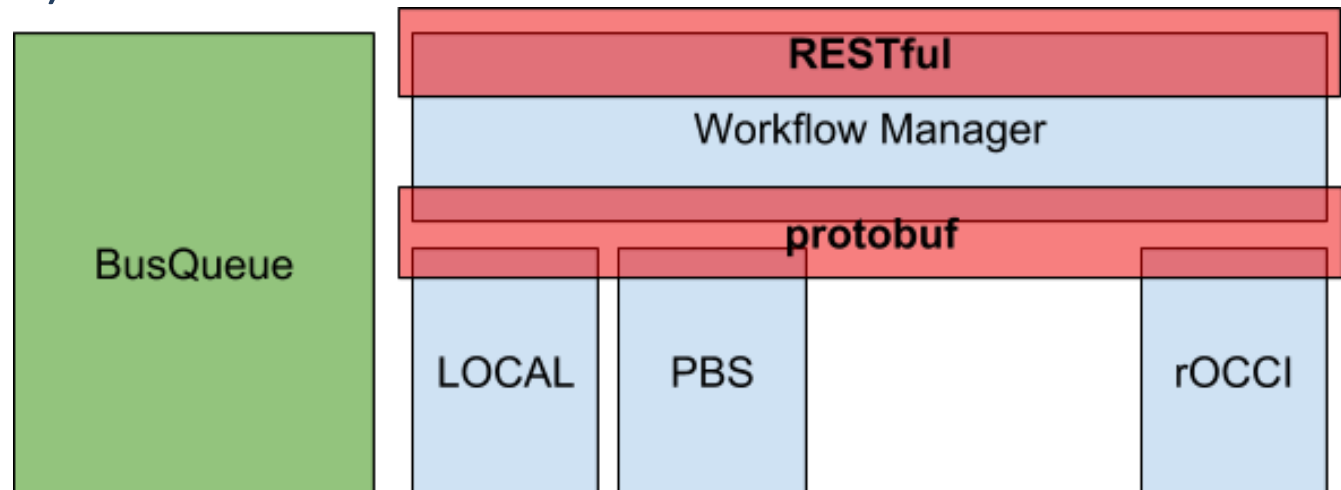 RESTful
Workflow Manager
protobuf
BusQueue
LOCAL
PBS
rOCCI